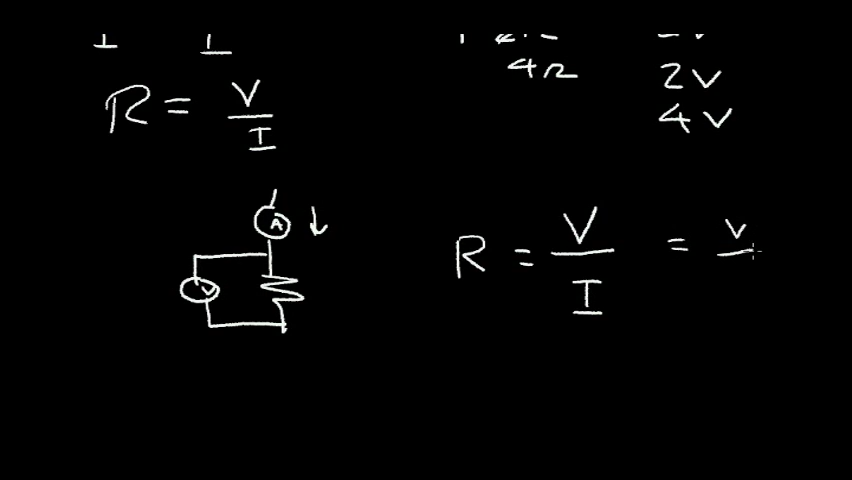 4Ω
2V
4V
R = V
I
A
V
R = V = V
I